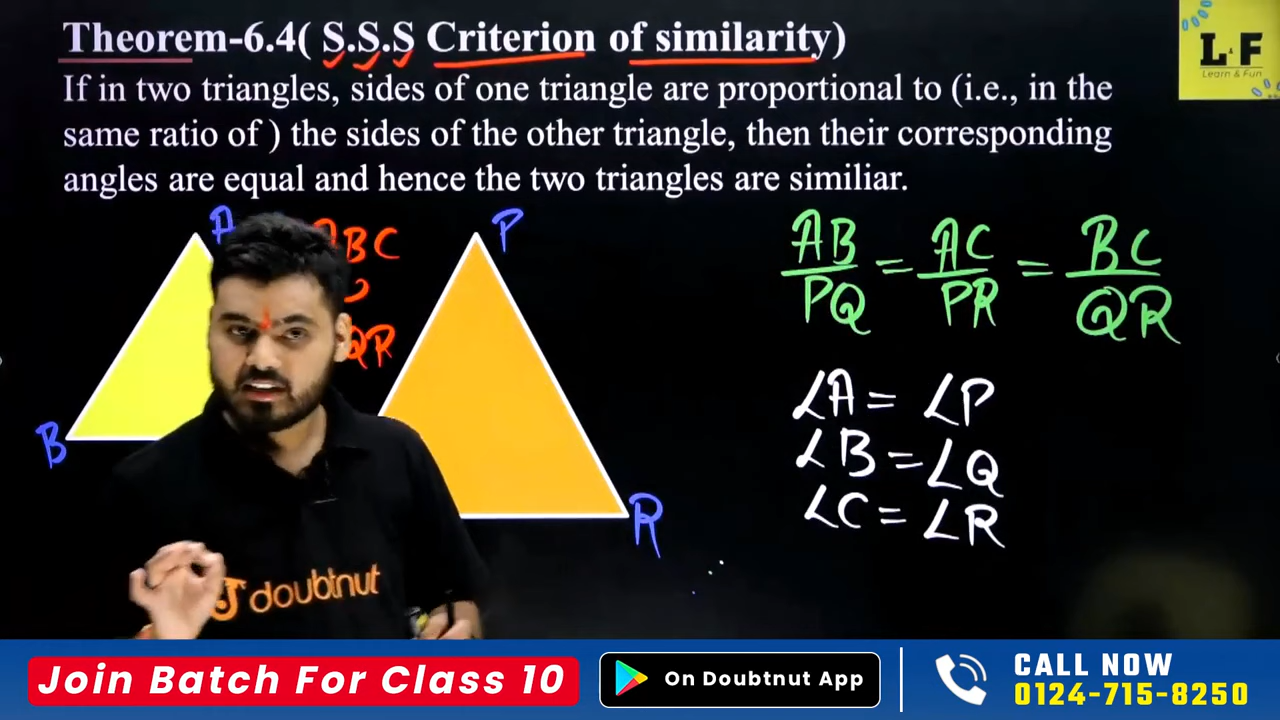 Theorem-6.4( S.S.S Criterion of similarity)
L&F
Learn & Fun
If in two triangles, sides of one triangle are proportional to (i.e., in the
same ratio of ) the sides of the other triangle, then their corresponding
angles are equal and hence the two triangles are similiar.
A
BC
QR
P
B
R
AB/PQ = AC/PR = BC/QR
∠A = ∠P
∠B = ∠Q
∠C = ∠R
doubtnut
Join Batch For Class 10
On Doubtnut App
CALL NOW
0124-715-8250